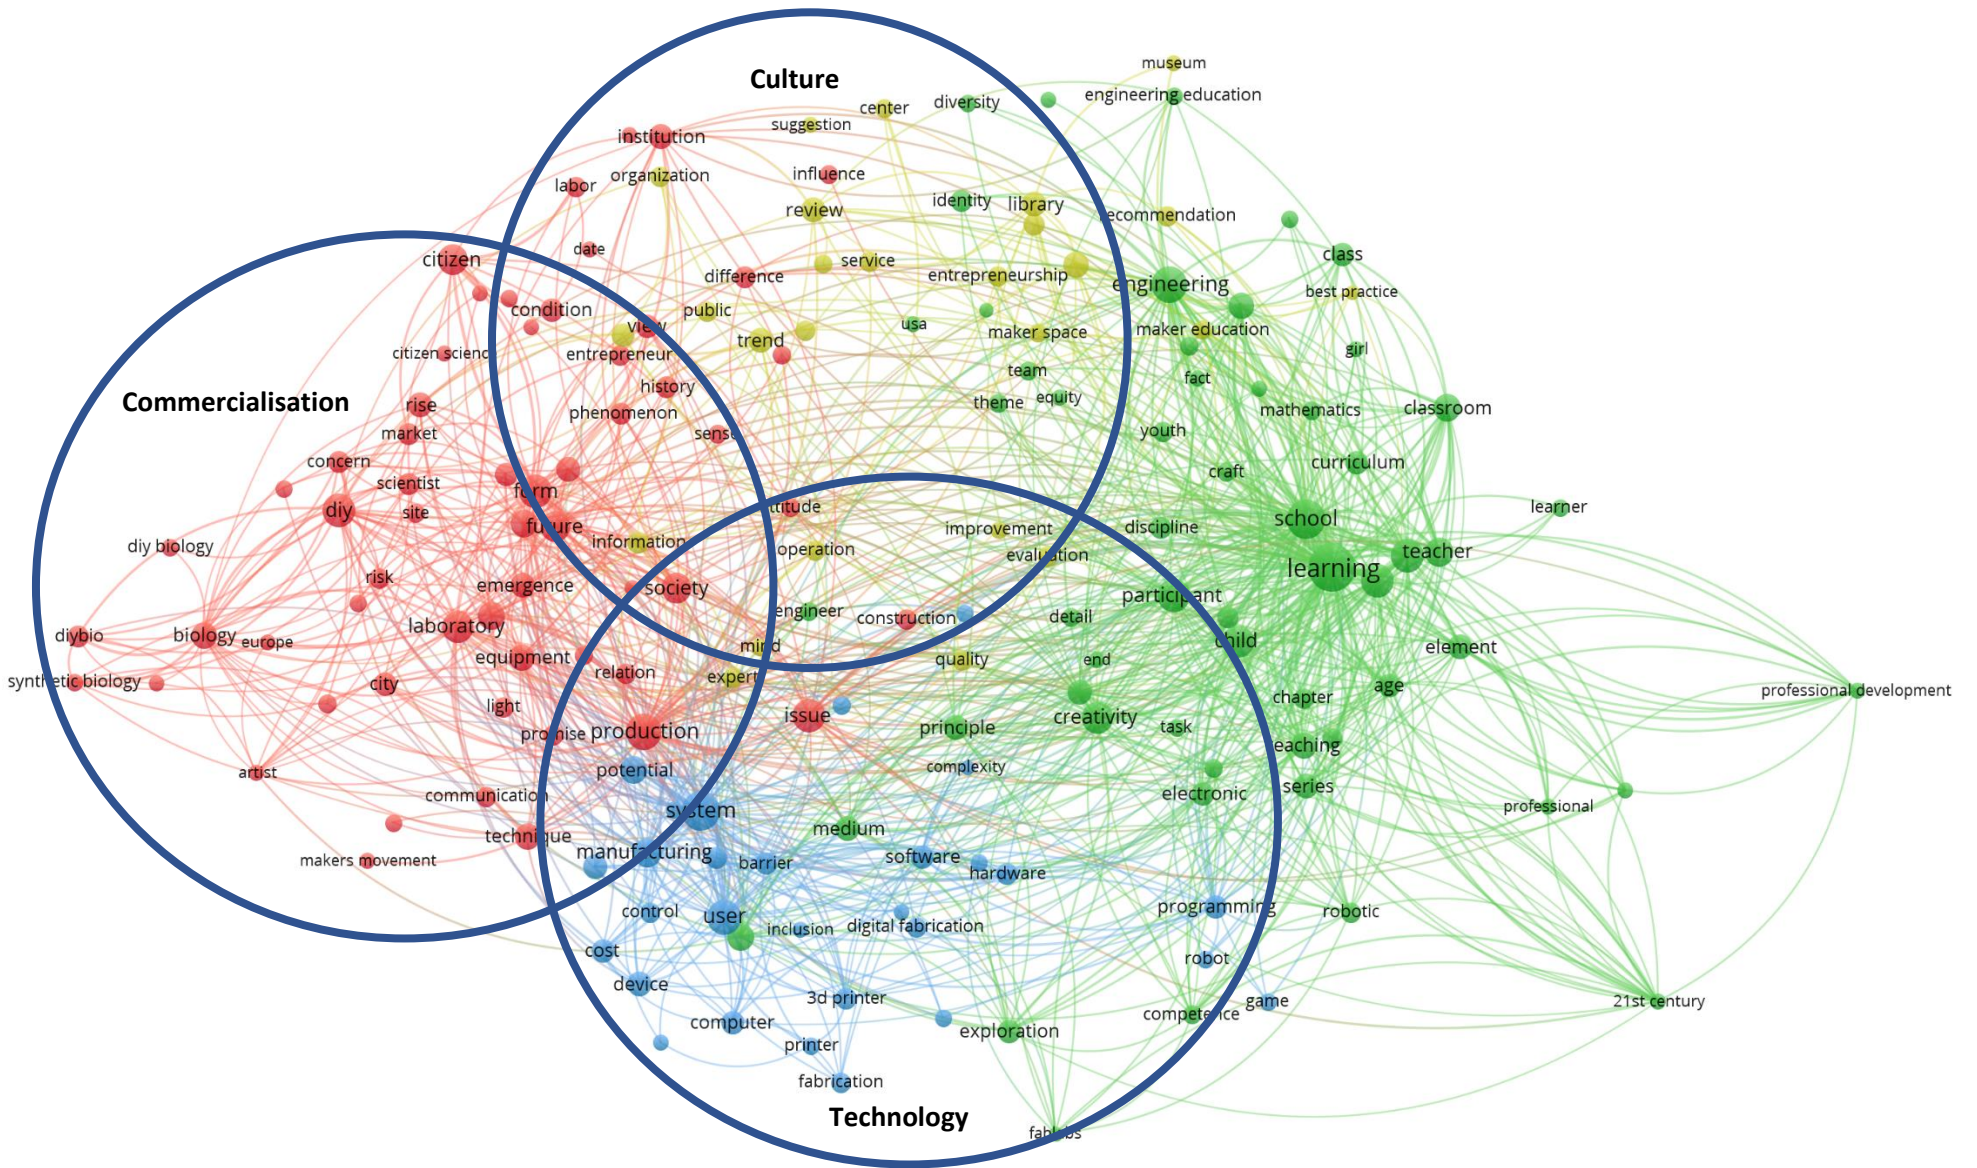 museum
Culture
engineering education
center
diversity
suggestion
institution
influence
organization
labor
identity
library
review
recommendation
date
class
citizen
service
difference
entrepreneurship
engineering
best practice
condition
public
view
usa
maker space
maker education
trend
citizen scienc
entrepreneur
girl
team
fact
history
Commercialisation
theme
equity
rise
phenomenon
mathematics
classroom
market
sense
youth
concern
curriculum
craft
scientist
form
diy
site
ttitude
learner
school
future
improvement
discipline
information
diy biology
operation
evaluation
teacher
learning
risk
emergence
society
participant
engineer
construction
detail
laboratory
diybio
biology
europe
mind
child
element
equipment
quality
end
relation
expert
synthetic biology
city
age
professional development
chapter
light
issue
creativity
principle
task
promise
production
eaching
potential
complexity
artist
series
communication
electronic
system
professional
medium
technique
manufacturing
software
makers movement
barrier
hardware
control
user
programming
robotic
inclusion
digital fabrication
cost
robot
device
3d printer
game
21st century
competence
computer
exploration
printer
fabrication
Technology
fablabs